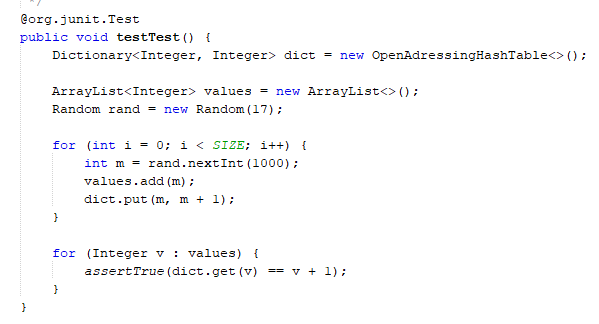 */
@org.junit.Test
public void testTest() {
    Dictionary<Integer, Integer> dict = new OpenAdressingHashTable<>();

    ArrayList<Integer> values = new ArrayList<>();
    Random rand = new Random(17);

    for (int i = 0; i < SIZE; i++) {
        int m = rand.nextInt(1000);
        values.add(m);
        dict.put(m, m + 1);
    }

    for (Integer v : values) {
        assertTrue(dict.get(v) == v + 1);
    }
}